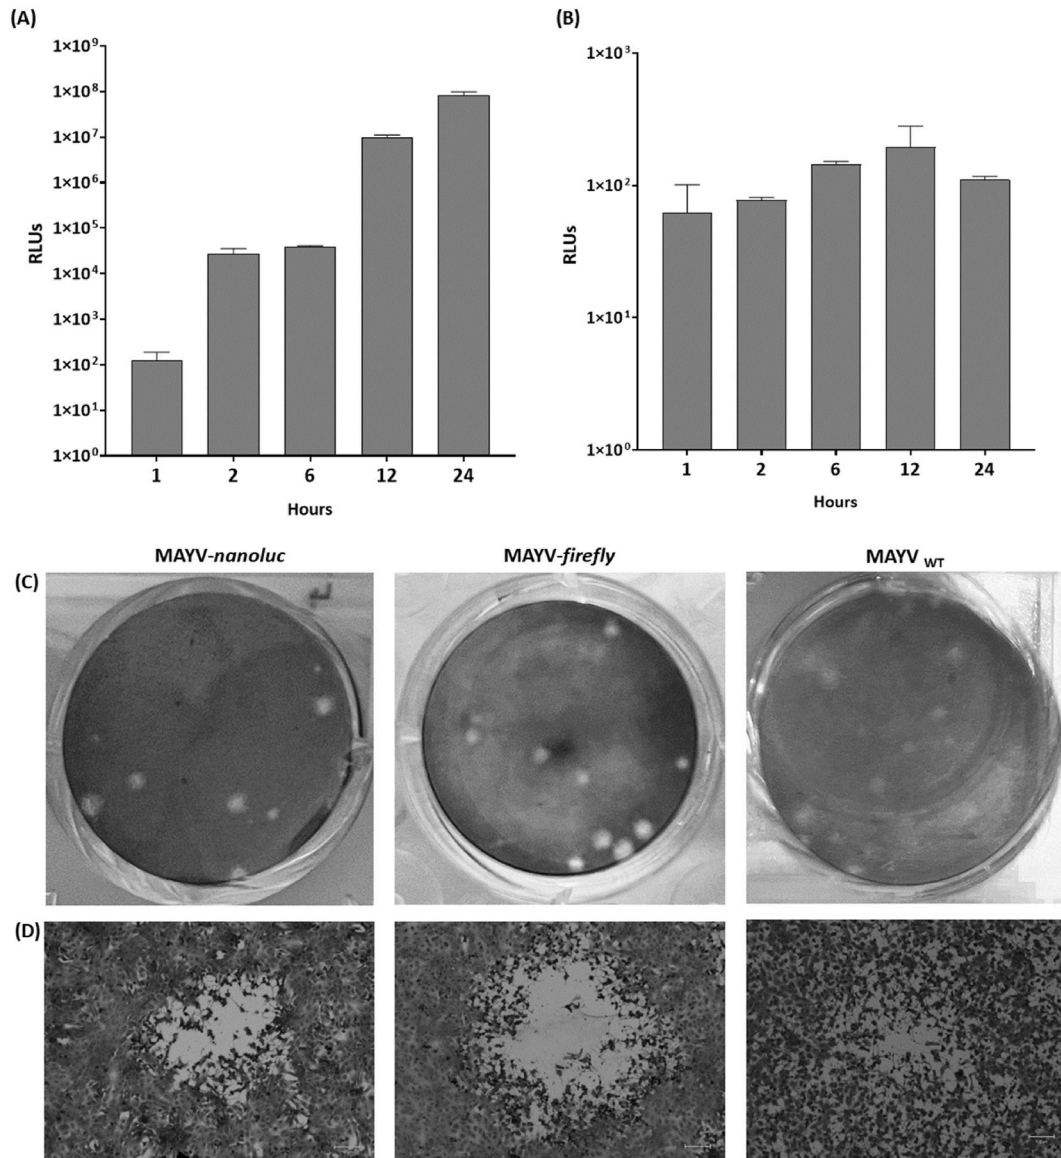 (A)
1×10⁹
1×10⁸
1×10⁷
1×10⁶
1×10⁵
1×10⁴
1×10³
1×10²
1×10¹
1×10⁰
RLUs
1 2 6 12 24
Hours
(B)
1×10³
1×10²
1×10¹
1×10⁰
RLUs
1 2 6 12 24
Hours
MAYV-nanoluc MAYV-firefly MAYV WT
(C)
(D)